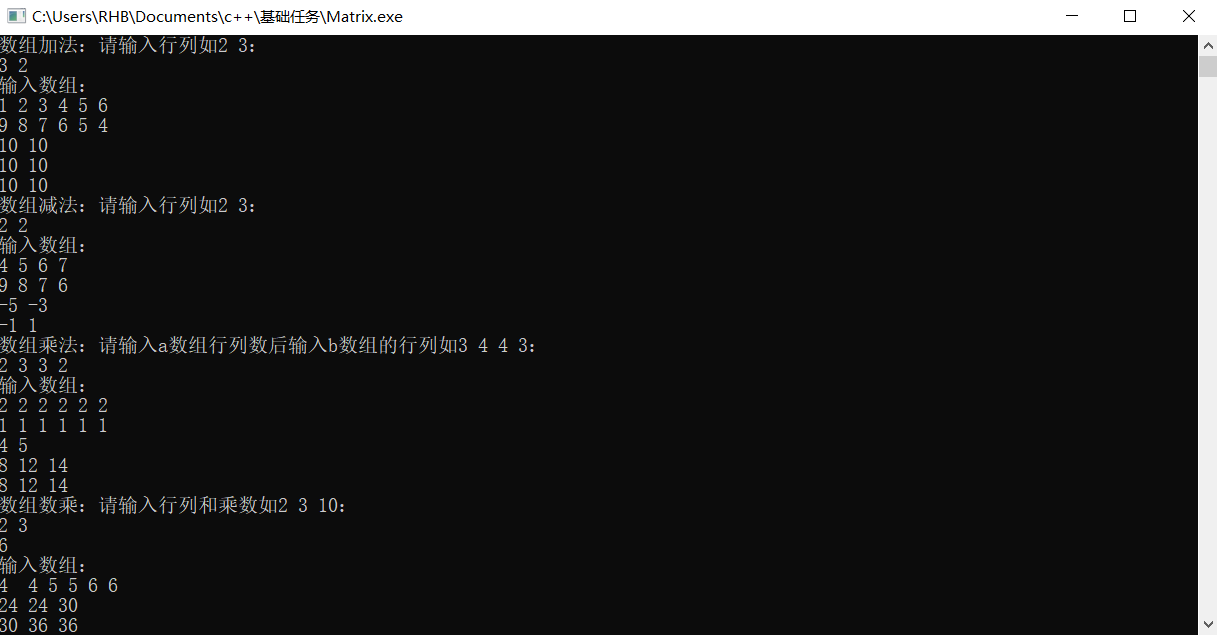 C:\Users\RHB\Documents\c++\基础任务\Matrix.exe
数组加法：请输入行列如2 3：
3 2
输入数组：
1 2 3 4 5 6
9 8 7 6 5 4
10 10
10 10
10 10
数组减法：请输入行列如2 3：
2 2
输入数组：
4 5 6 7
9 8 7 6
-5 -3
-1 1
数组乘法：请输入a数组行列数后输入b数组的行列如3 4 4 3：
2 3 3 2
输入数组：
2 2 2 2 2 2
1 1 1 1 1 1
4 5
8 12 14
8 12 14
数组数乘：请输入行列和乘数如2 3 10：
2 3
6
输入数组：
4  4 5 5 6 6
24 24 30
30 36 36